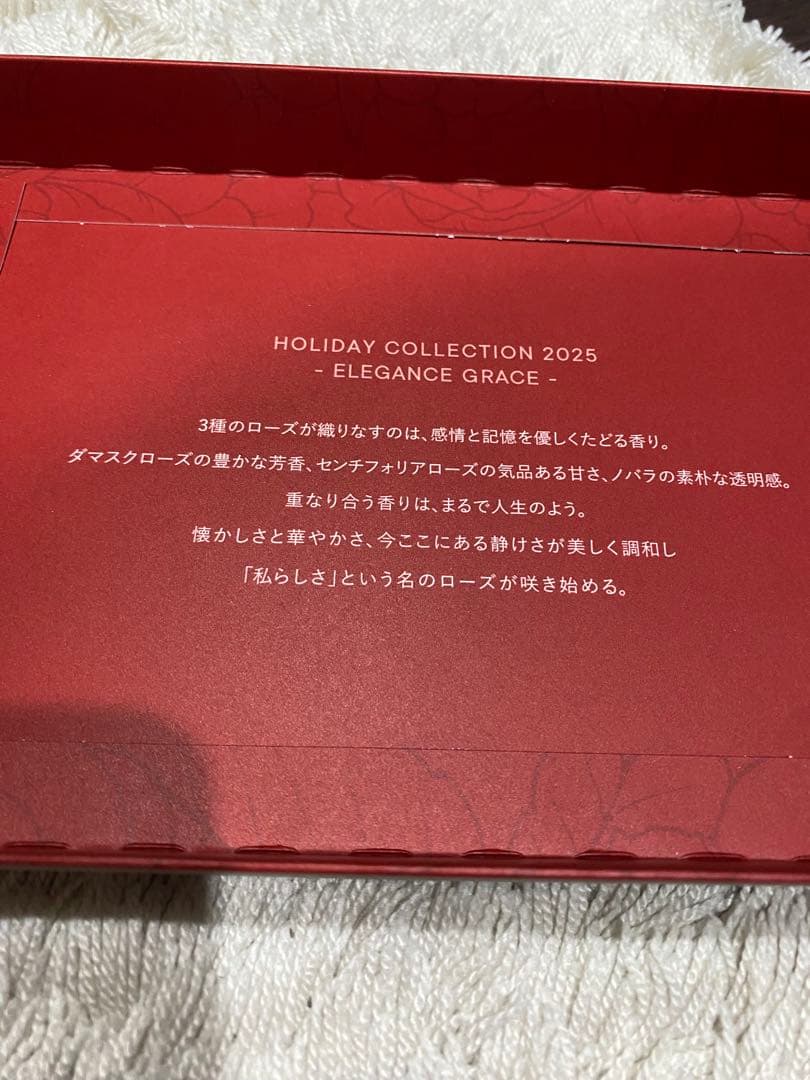 HOLIDAY COLLECTION 2025
- ELEGANCE GRACE -
3種のローズが織りなすのは、感情と記憶を優しくたどる香り。
ダマスクローズの豊かな芳香、センチフォリアローズの気品ある甘さ、ノバラの素朴な透明感。
重なり合う香りは、まるで人生のよう。
懐かしさと華やかさ、今ここにある静けさが美しく調和し
「私らしさ」という名のローズが咲き始める。